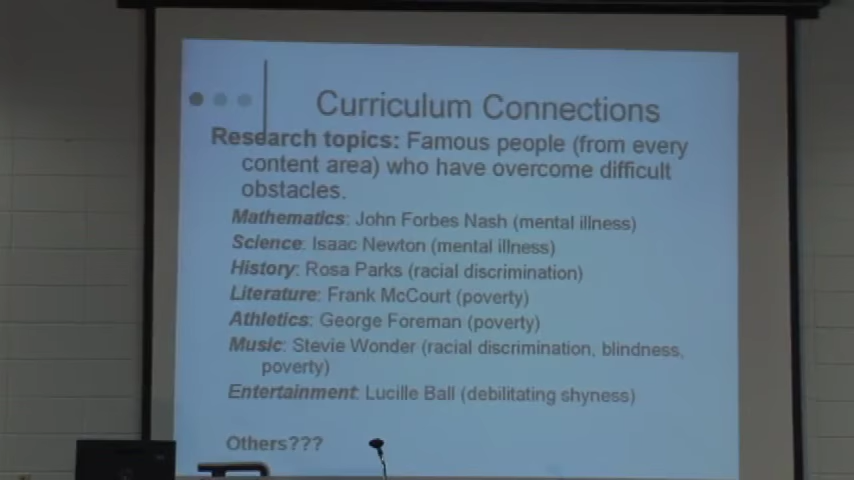 Curriculum Connections
Research topics: Famous people (from every
content area) who have overcome difficult
obstacles.
Mathematics: John Forbes Nash (mental illness)
Science: Isaac Newton (mental illness)
History: Rosa Parks (racial discrimination)
Literature: Frank McCourt (poverty)
Athletics: George Foreman (poverty)
Music: Stevie Wonder (racial discrimination, blindness,
poverty)
Entertainment: Lucille Ball (debilitating shyness)
Others???